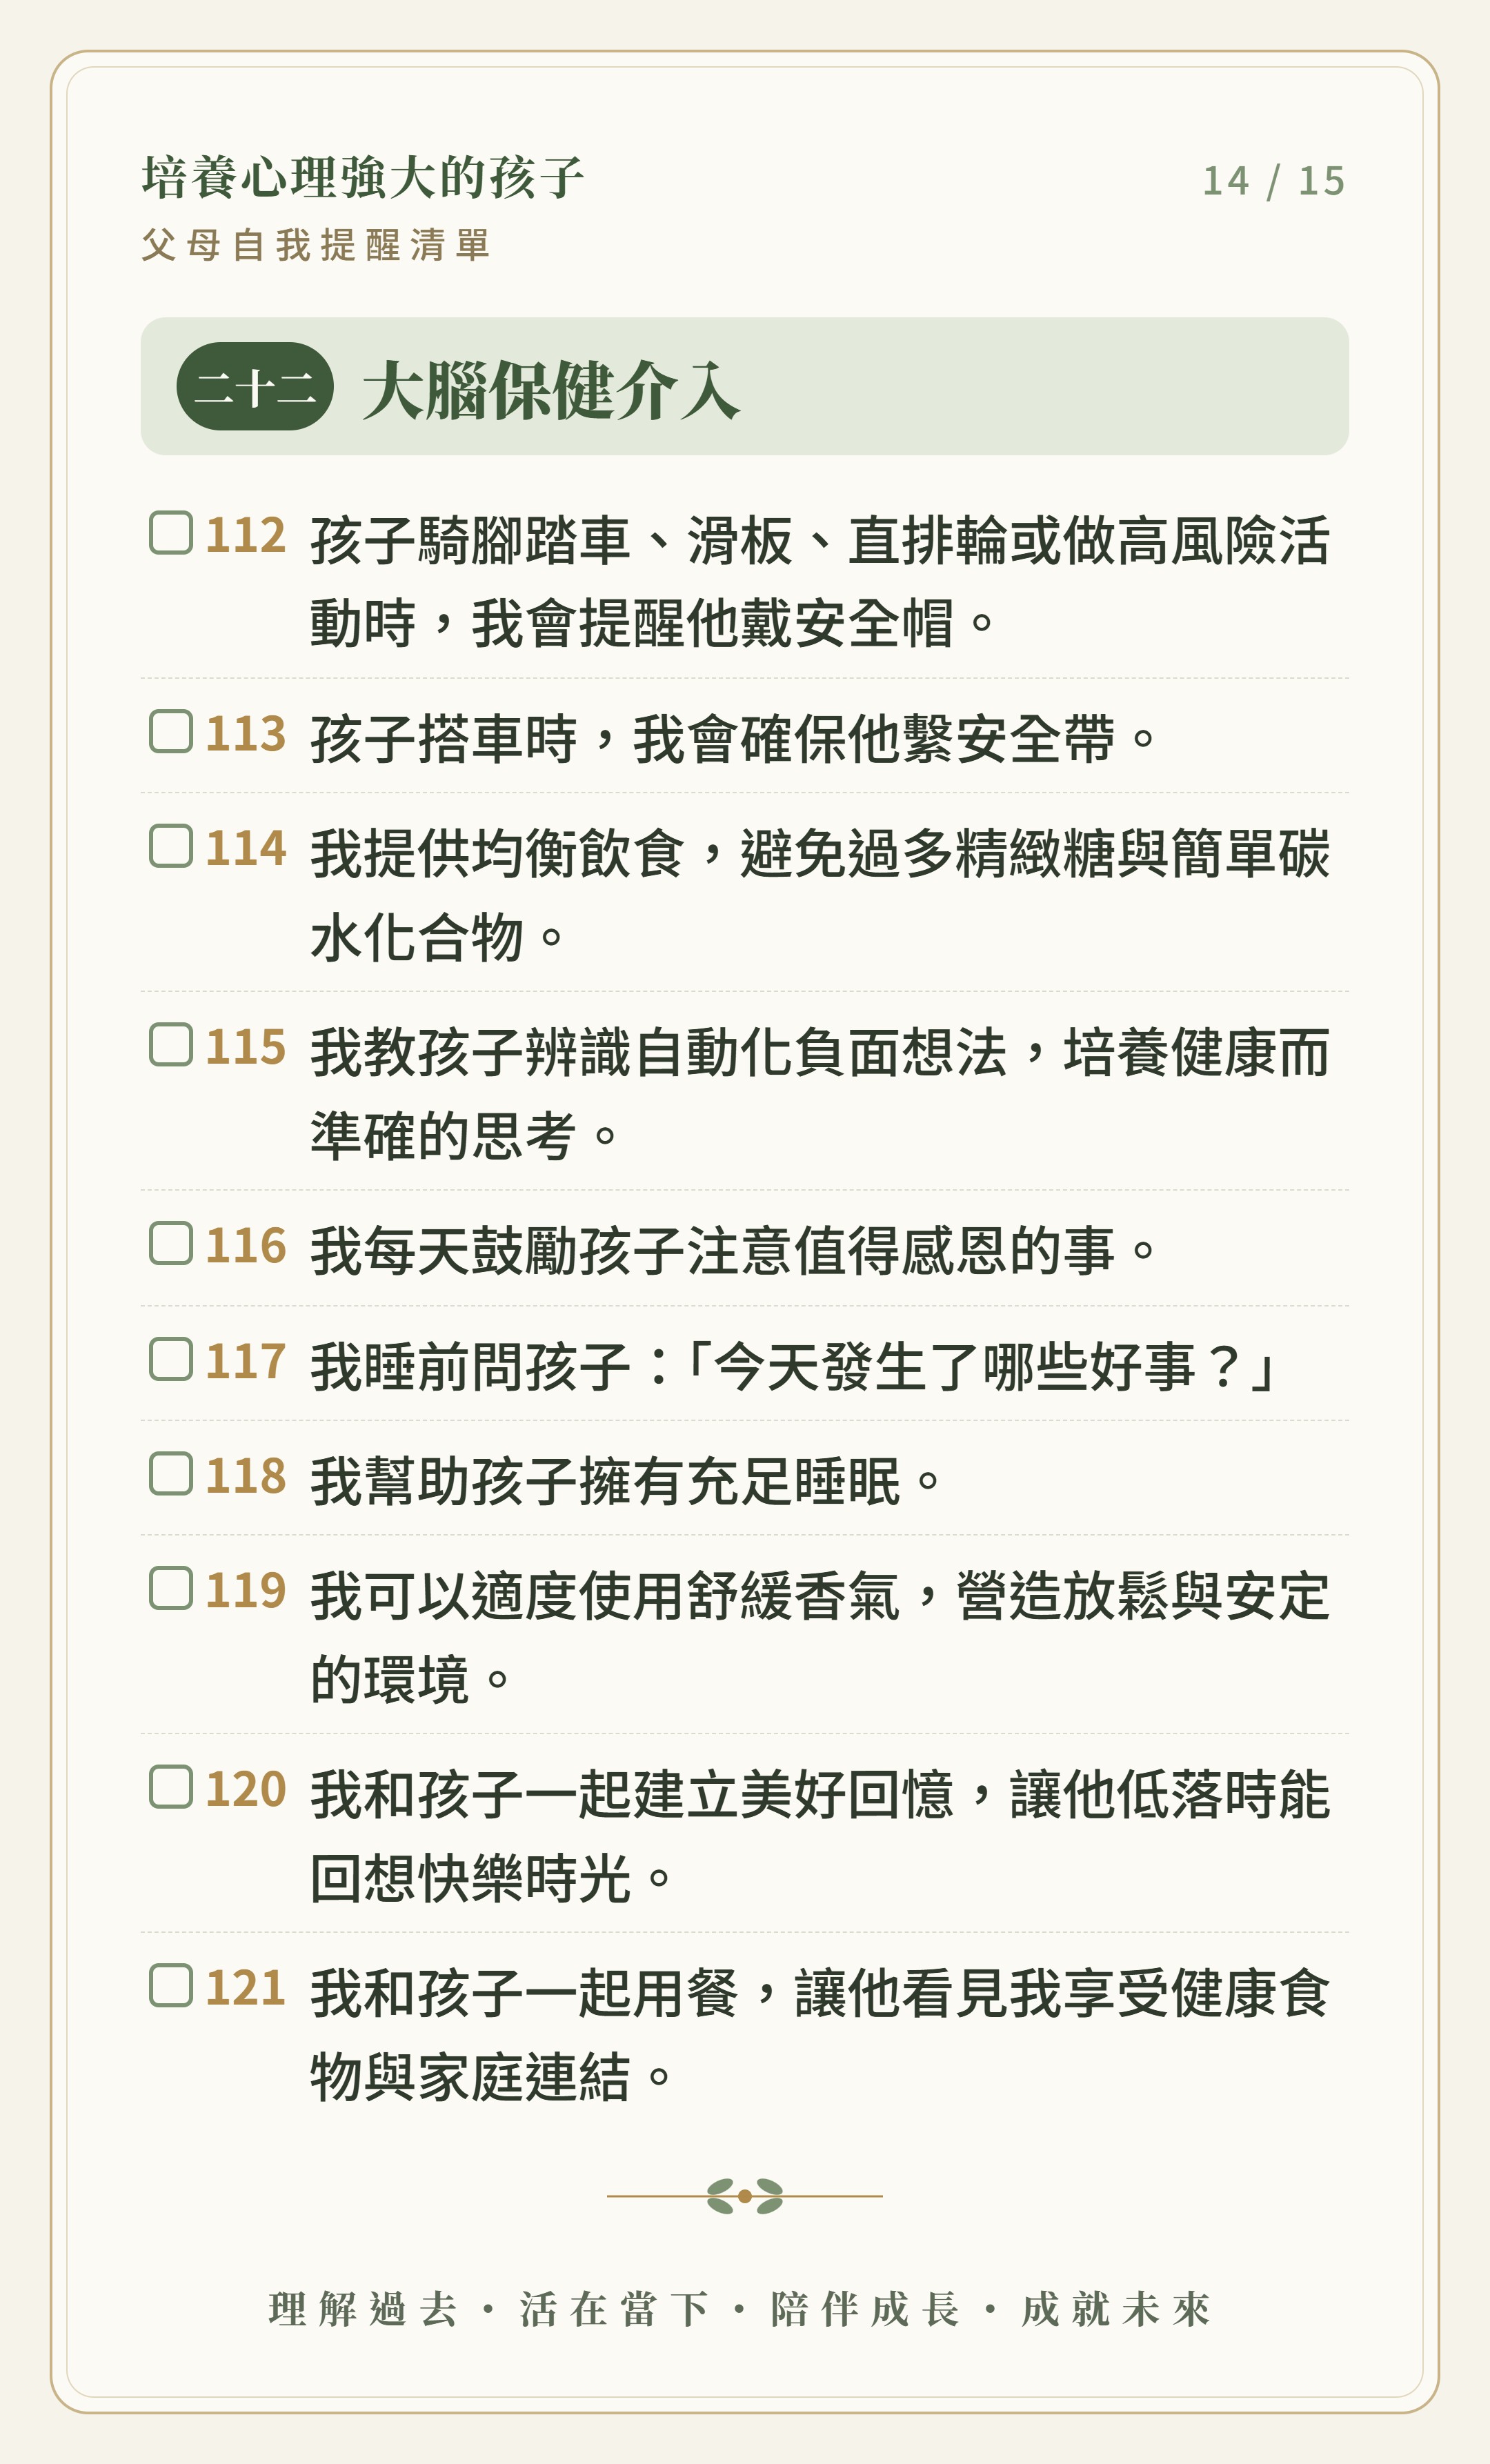 培養心理強大的孩子
14 / 15
父母自我提醒清單
二十二 大腦保健介入
112 孩子騎腳踏車、滑板、直排輪或做高風險活
動時，我會提醒他戴安全帽。
113 孩子搭車時，我會確保他繫安全帶。
114 我提供均衡飲食，避免過多精緻糖與簡單碳
水化合物。
115 我教孩子辨識自動化負面想法，培養健康而
準確的思考。
116 我每天鼓勵孩子注意值得感恩的事。
117 我睡前問孩子：「今天發生了哪些好事？」
118 我幫助孩子擁有充足睡眠。
119 我可以適度使用舒緩香氣，營造放鬆與安定
的環境。
120 我和孩子一起建立美好回憶，讓他低落時能
回想快樂時光。
121 我和孩子一起用餐，讓他看見我享受健康食
物與家庭連結。
理解過去・活在當下・陪伴成長・成就未來